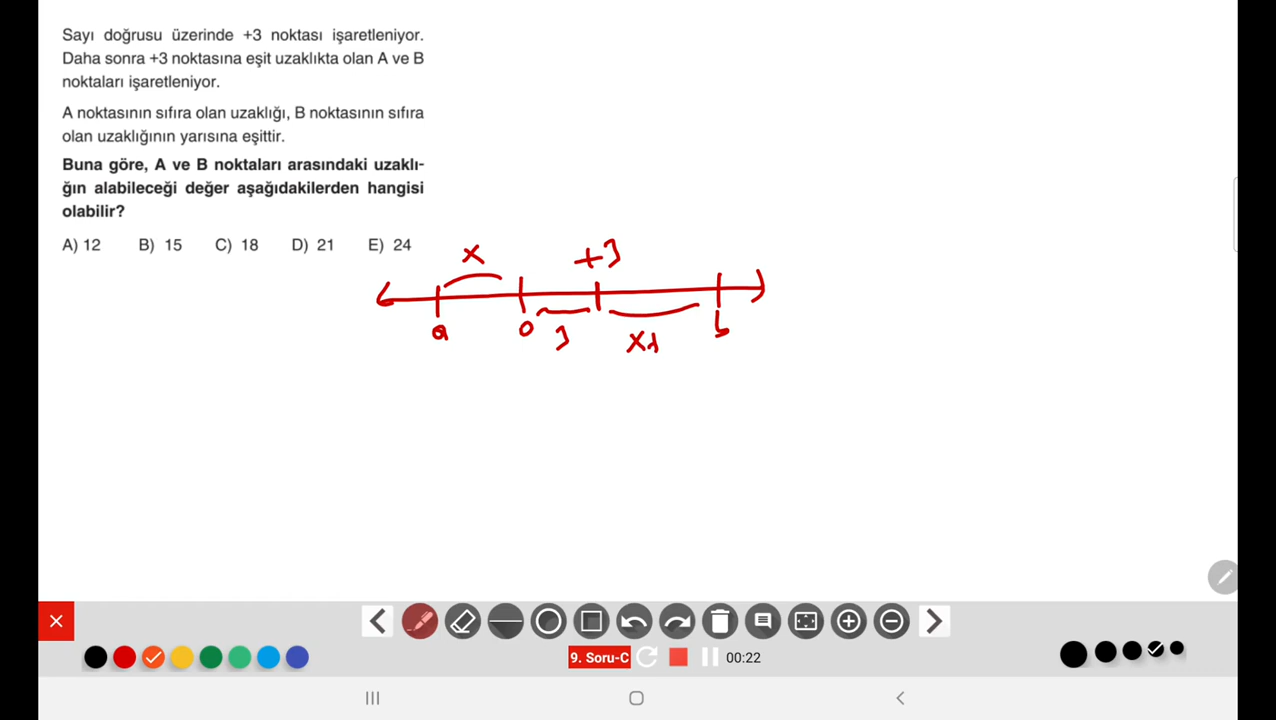 Sayı doğrusu üzerinde +3 noktası işaretleniyor.
Daha sonra +3 noktasına eşit uzaklıkta olan A ve B
noktaları işaretleniyor.
A noktasının sıfıra olan uzaklığı, B noktasının sıfıra
olan uzaklığının yarısına eşittir.
Buna göre, A ve B noktaları arasındaki uzaklı-
ğın alabileceği değer aşağıdakilerden hangisi
olabilir?
A) 12 B) 15 C) 18 D) 21 E) 24
x +3
a 0 3 x+ b
9. Soru-C 00:22